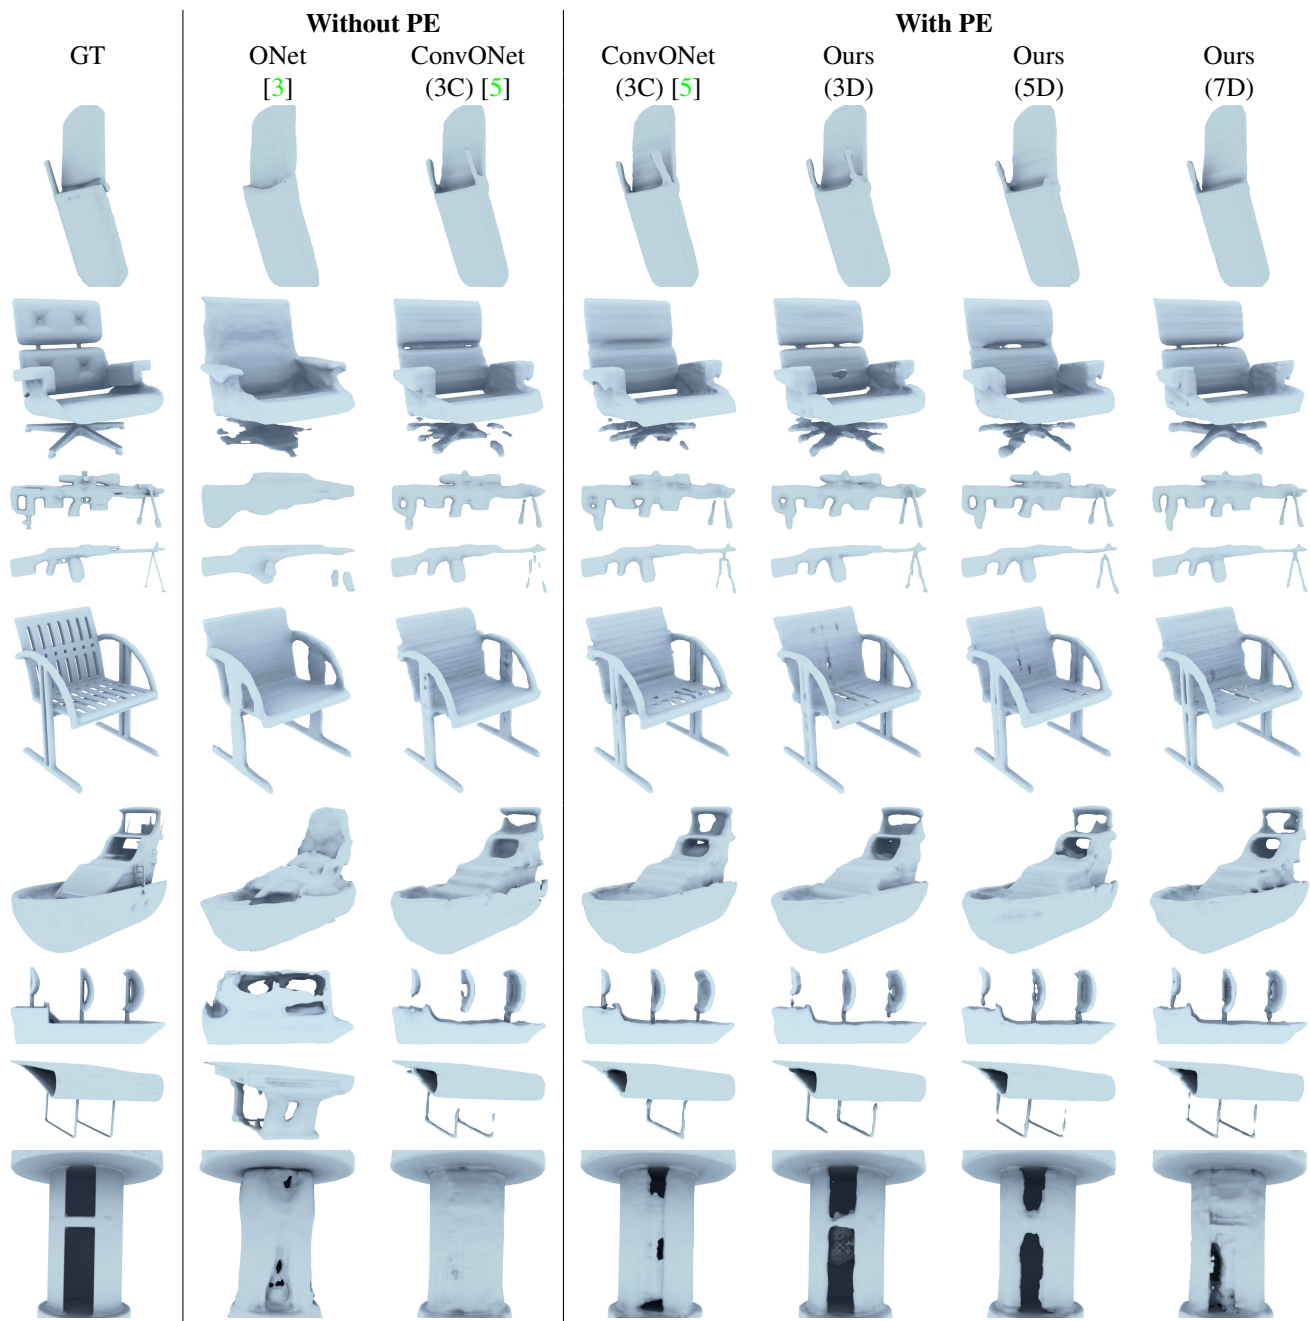 Without PE With PE
GT ONet ConvONet ConvONet Ours Ours Ours
[3] (3C) [5] (3C) [5] (3D) (5D) (7D)